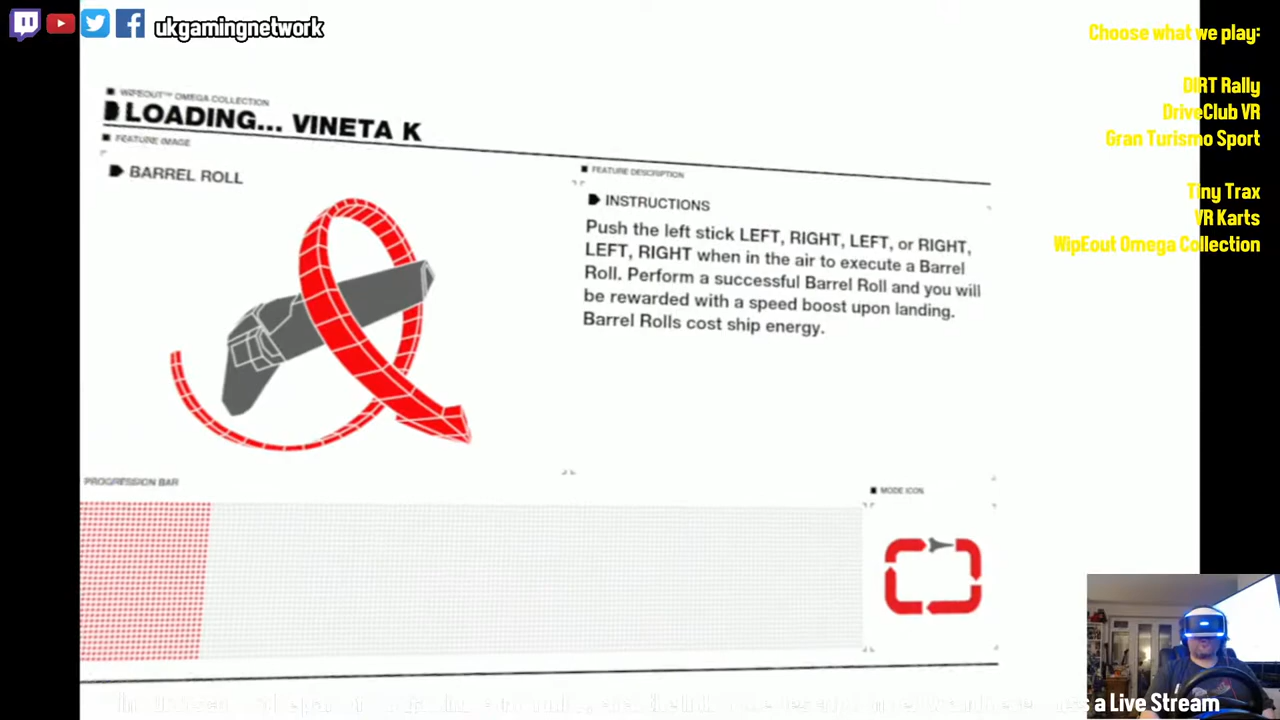 ukgamingnetwork
Choose what we play:
DIRT Rally
DriveClub VR
Gran Turismo Sport
Tiny Trax
VR Karts
WipEout Omega Collection
WIPEOUT™ OMEGA COLLECTION
LOADING... VINETA K
FEATURE IMAGE
BARREL ROLL
FEATURE DESCRIPTION
INSTRUCTIONS
Push the left stick LEFT, RIGHT, LEFT, or RIGHT,
LEFT, RIGHT when in the air to execute a Barrel
Roll. Perform a successful Barrel Roll and you will
be rewarded with a speed boost upon landing.
Barrel Rolls cost ship energy.
PROGRESSION BAR
MODE ICON
a Live Stream